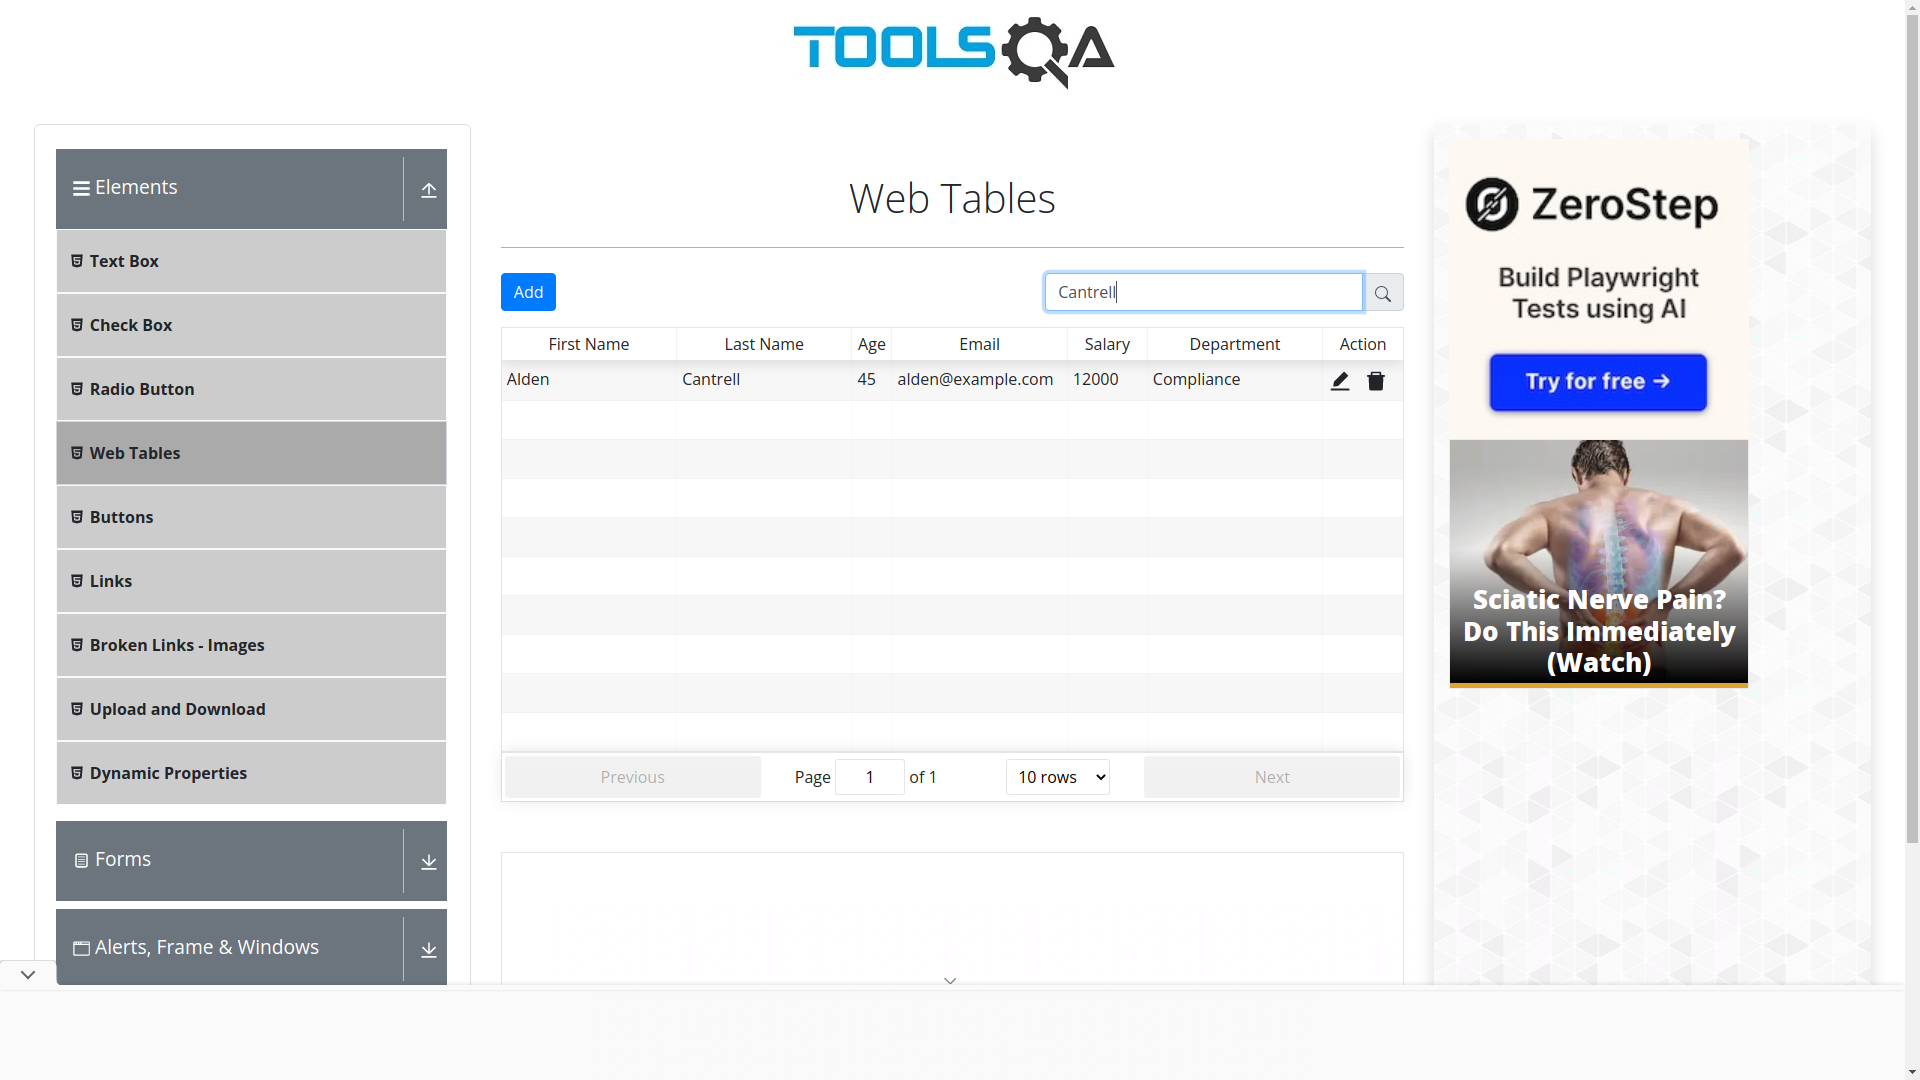 TOOLSQA
Elements
Text Box
Check Box
Radio Button
Web Tables
Buttons
Links
Broken Links - Images
Upload and Download
Dynamic Properties
Forms
Alerts, Frame & Windows
Web Tables
Add
Cantrell
First Name Last Name Age Email Salary Department Action
Alden Cantrell 45 alden@example.com 12000 Compliance
Previous Page 1 of 1 10 rows Next
ZeroStep
Build Playwright
Tests using AI
Try for free →
Sciatic Nerve Pain?
Do This Immediately
(Watch)